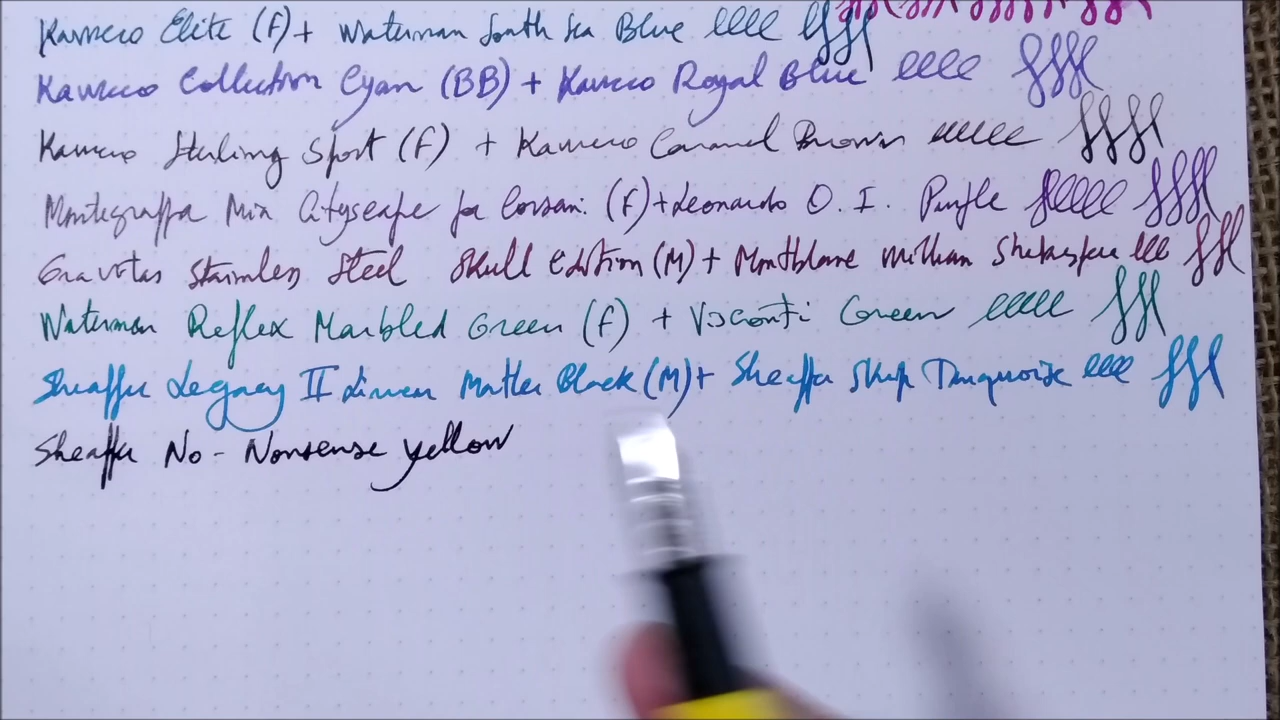 Kaweco Elite (F) + Waterman South Sea Blue
Kaweco Collection Cyan (BB) + Kaweco Royal Blue
Kaweco Sterling Sport (F) + Kaweco Caramel Brown
Montegrappa Mia Cityscape for Corsani (F) + Leonardo O. I. Purple
Gravitas Stainless Steel Skull Edition (M) + Montblanc William Shakespeare
Waterman Reflex Marbled Green (F) + Visconti Green
Sheaffer Legacy II Linear Matte Black (M) + Sheaffer Skrip Turquoise
Sheaffer No-Nonsense yellow